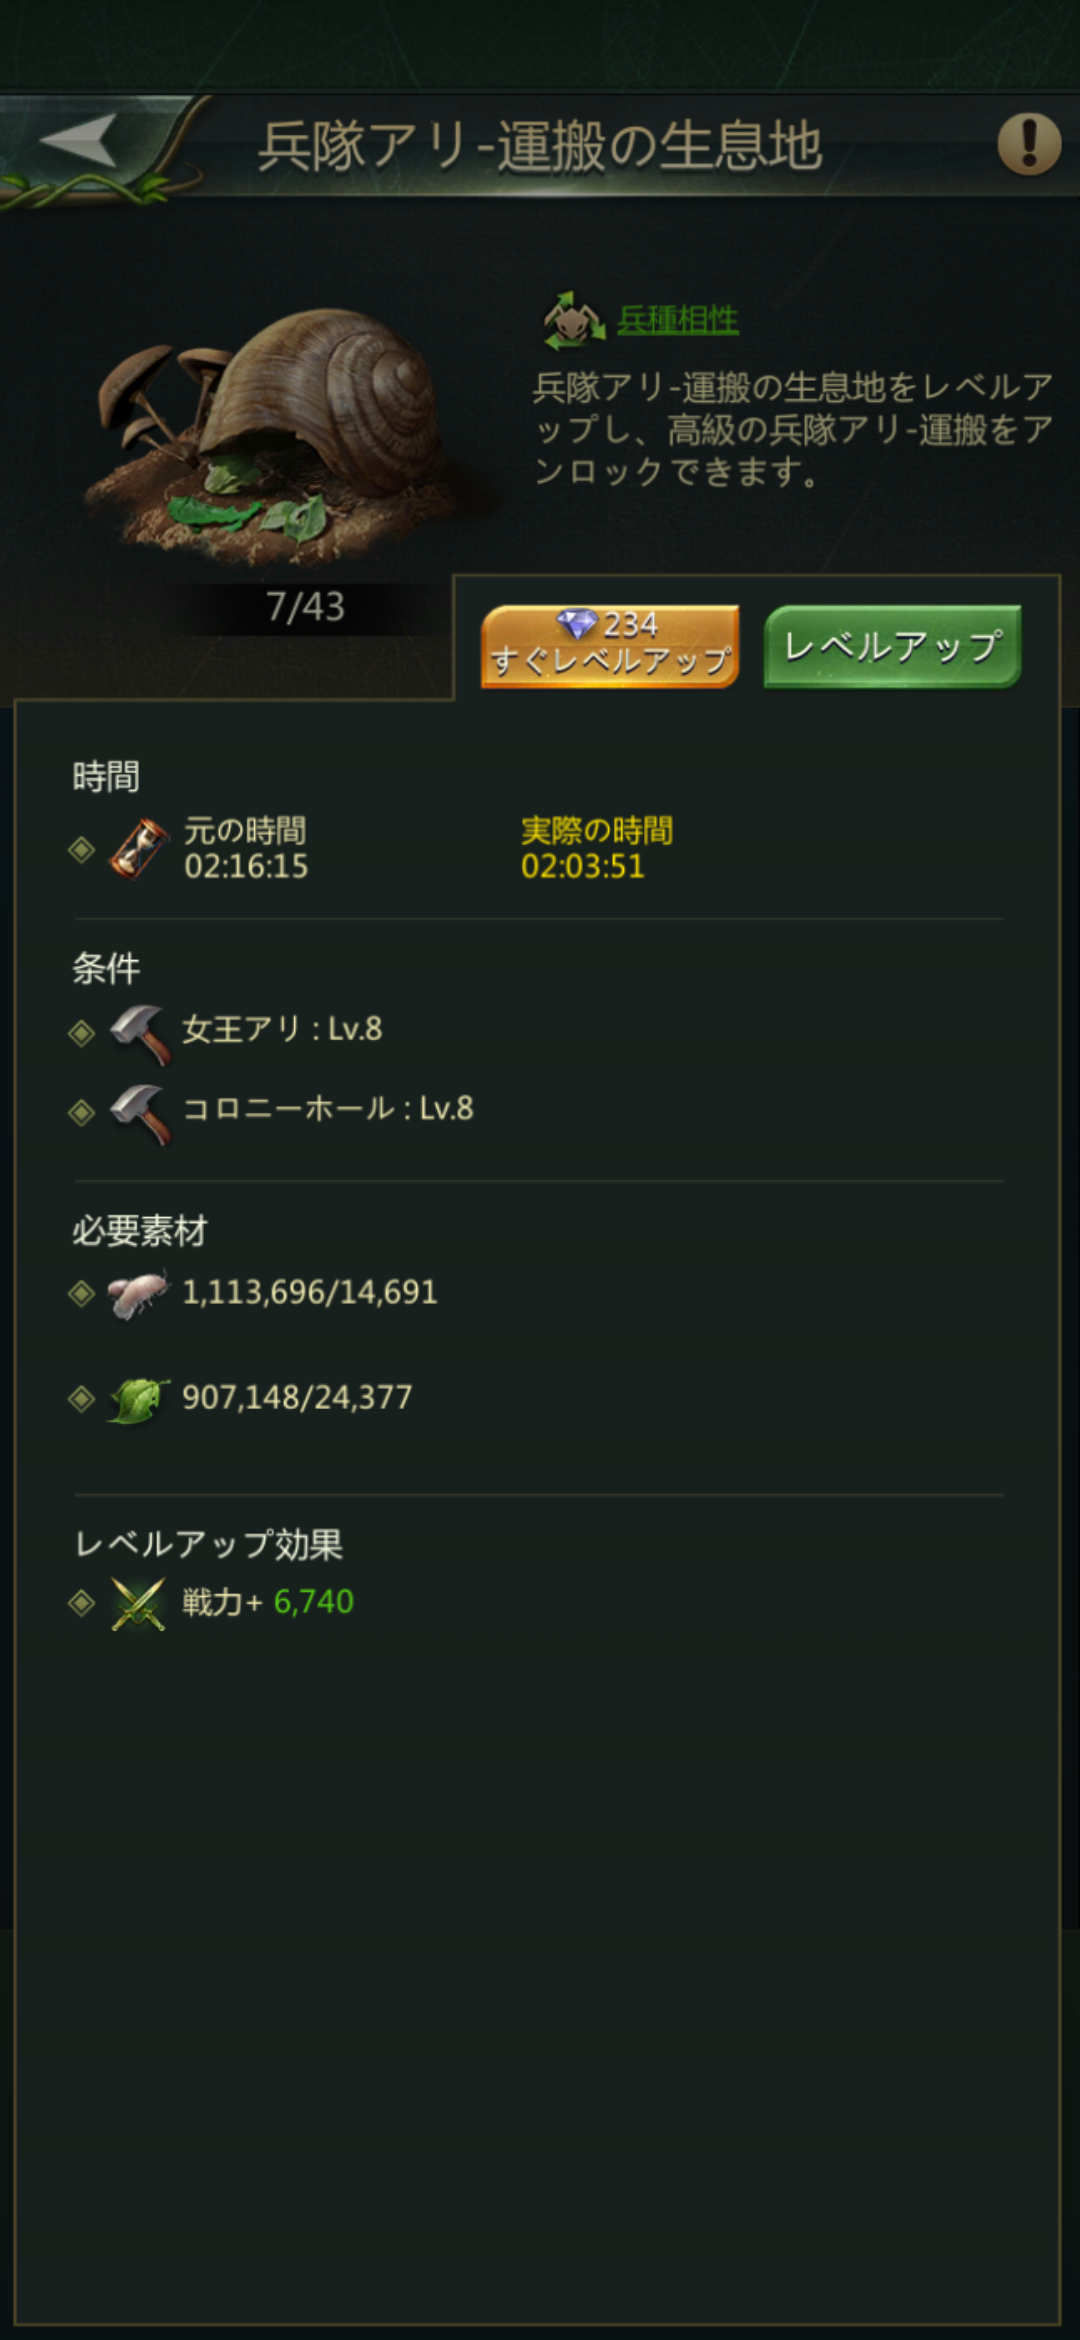 兵隊アリ-運搬の生息地
兵種相性
兵隊アリ-運搬の生息地をレベルア
ップし、高級の兵隊アリ-運搬をア
ンロックできます。
7/43
234
すぐレベルアップ
レベルアップ
時間
元の時間
02:16:15
実際の時間
02:03:51
条件
女王アリ : Lv.8
コロニーホール : Lv.8
必要素材
1,113,696/14,691
907,148/24,377
レベルアップ効果
戦力+ 6,740